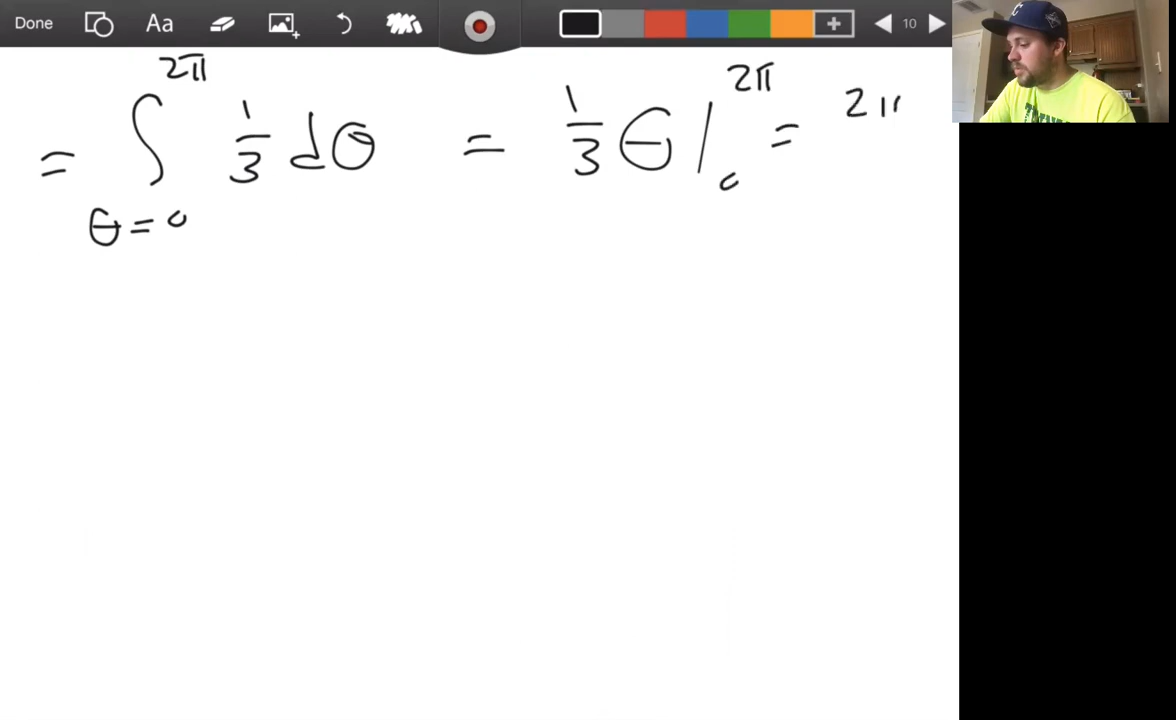 Done Aa 10
= ∫_{θ=0}^{2π} 1/3 dθ = 1/3 θ |_0^{2π} = 2π